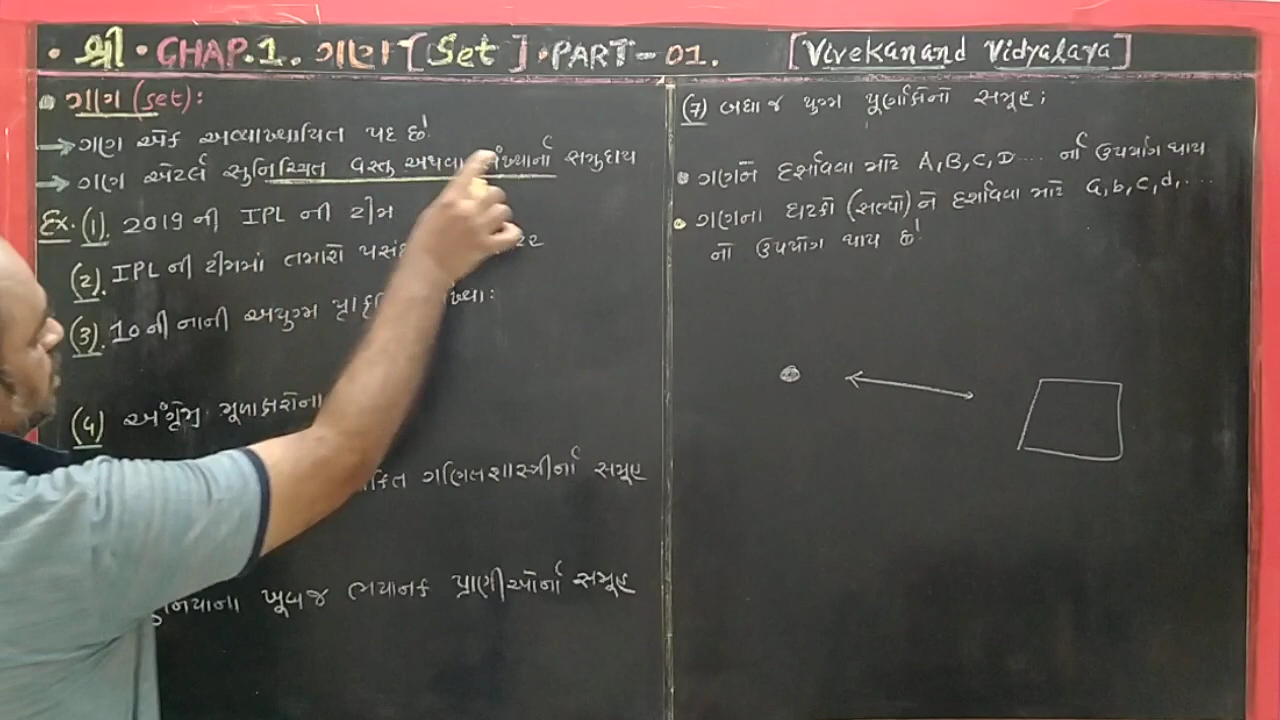 • શ્રી • CHAP.1. ગણ [Set] • PART-01. [Vivekanand Vidyalaya]
• ગણ (set):
→ ગણ એક અવ્યાખ્યાયિત પદ છે.
→ ગણ એટલે સુનિશ્ચિત વસ્તુ અથવા સંખ્યાનો સમુદાય
Ex. (1). 2019 ની IPL ની ટીમ
(2). IPL ની ટીમમાં તમારો
(3). 10 ની નાની અયુગ્મ
(4) અંગ્રેજી મૂળાક્ષરોના
ગણિતશાસ્ત્રીનો સમૂહ
ખૂબજ ભયાનક પ્રાણીઓનો સમૂહ
(7) બધા જ યુગ્મ પૂર્ણાંકોનો સમૂહ;
• ગણને દર્શાવવા માટે A, B, C, D.... નો ઉપયોગ થાય
• ગણના ઘટકો (સભ્યો) ને દર્શાવવા માટે a, b, c, d, ....
નો ઉપયોગ થાય છે.